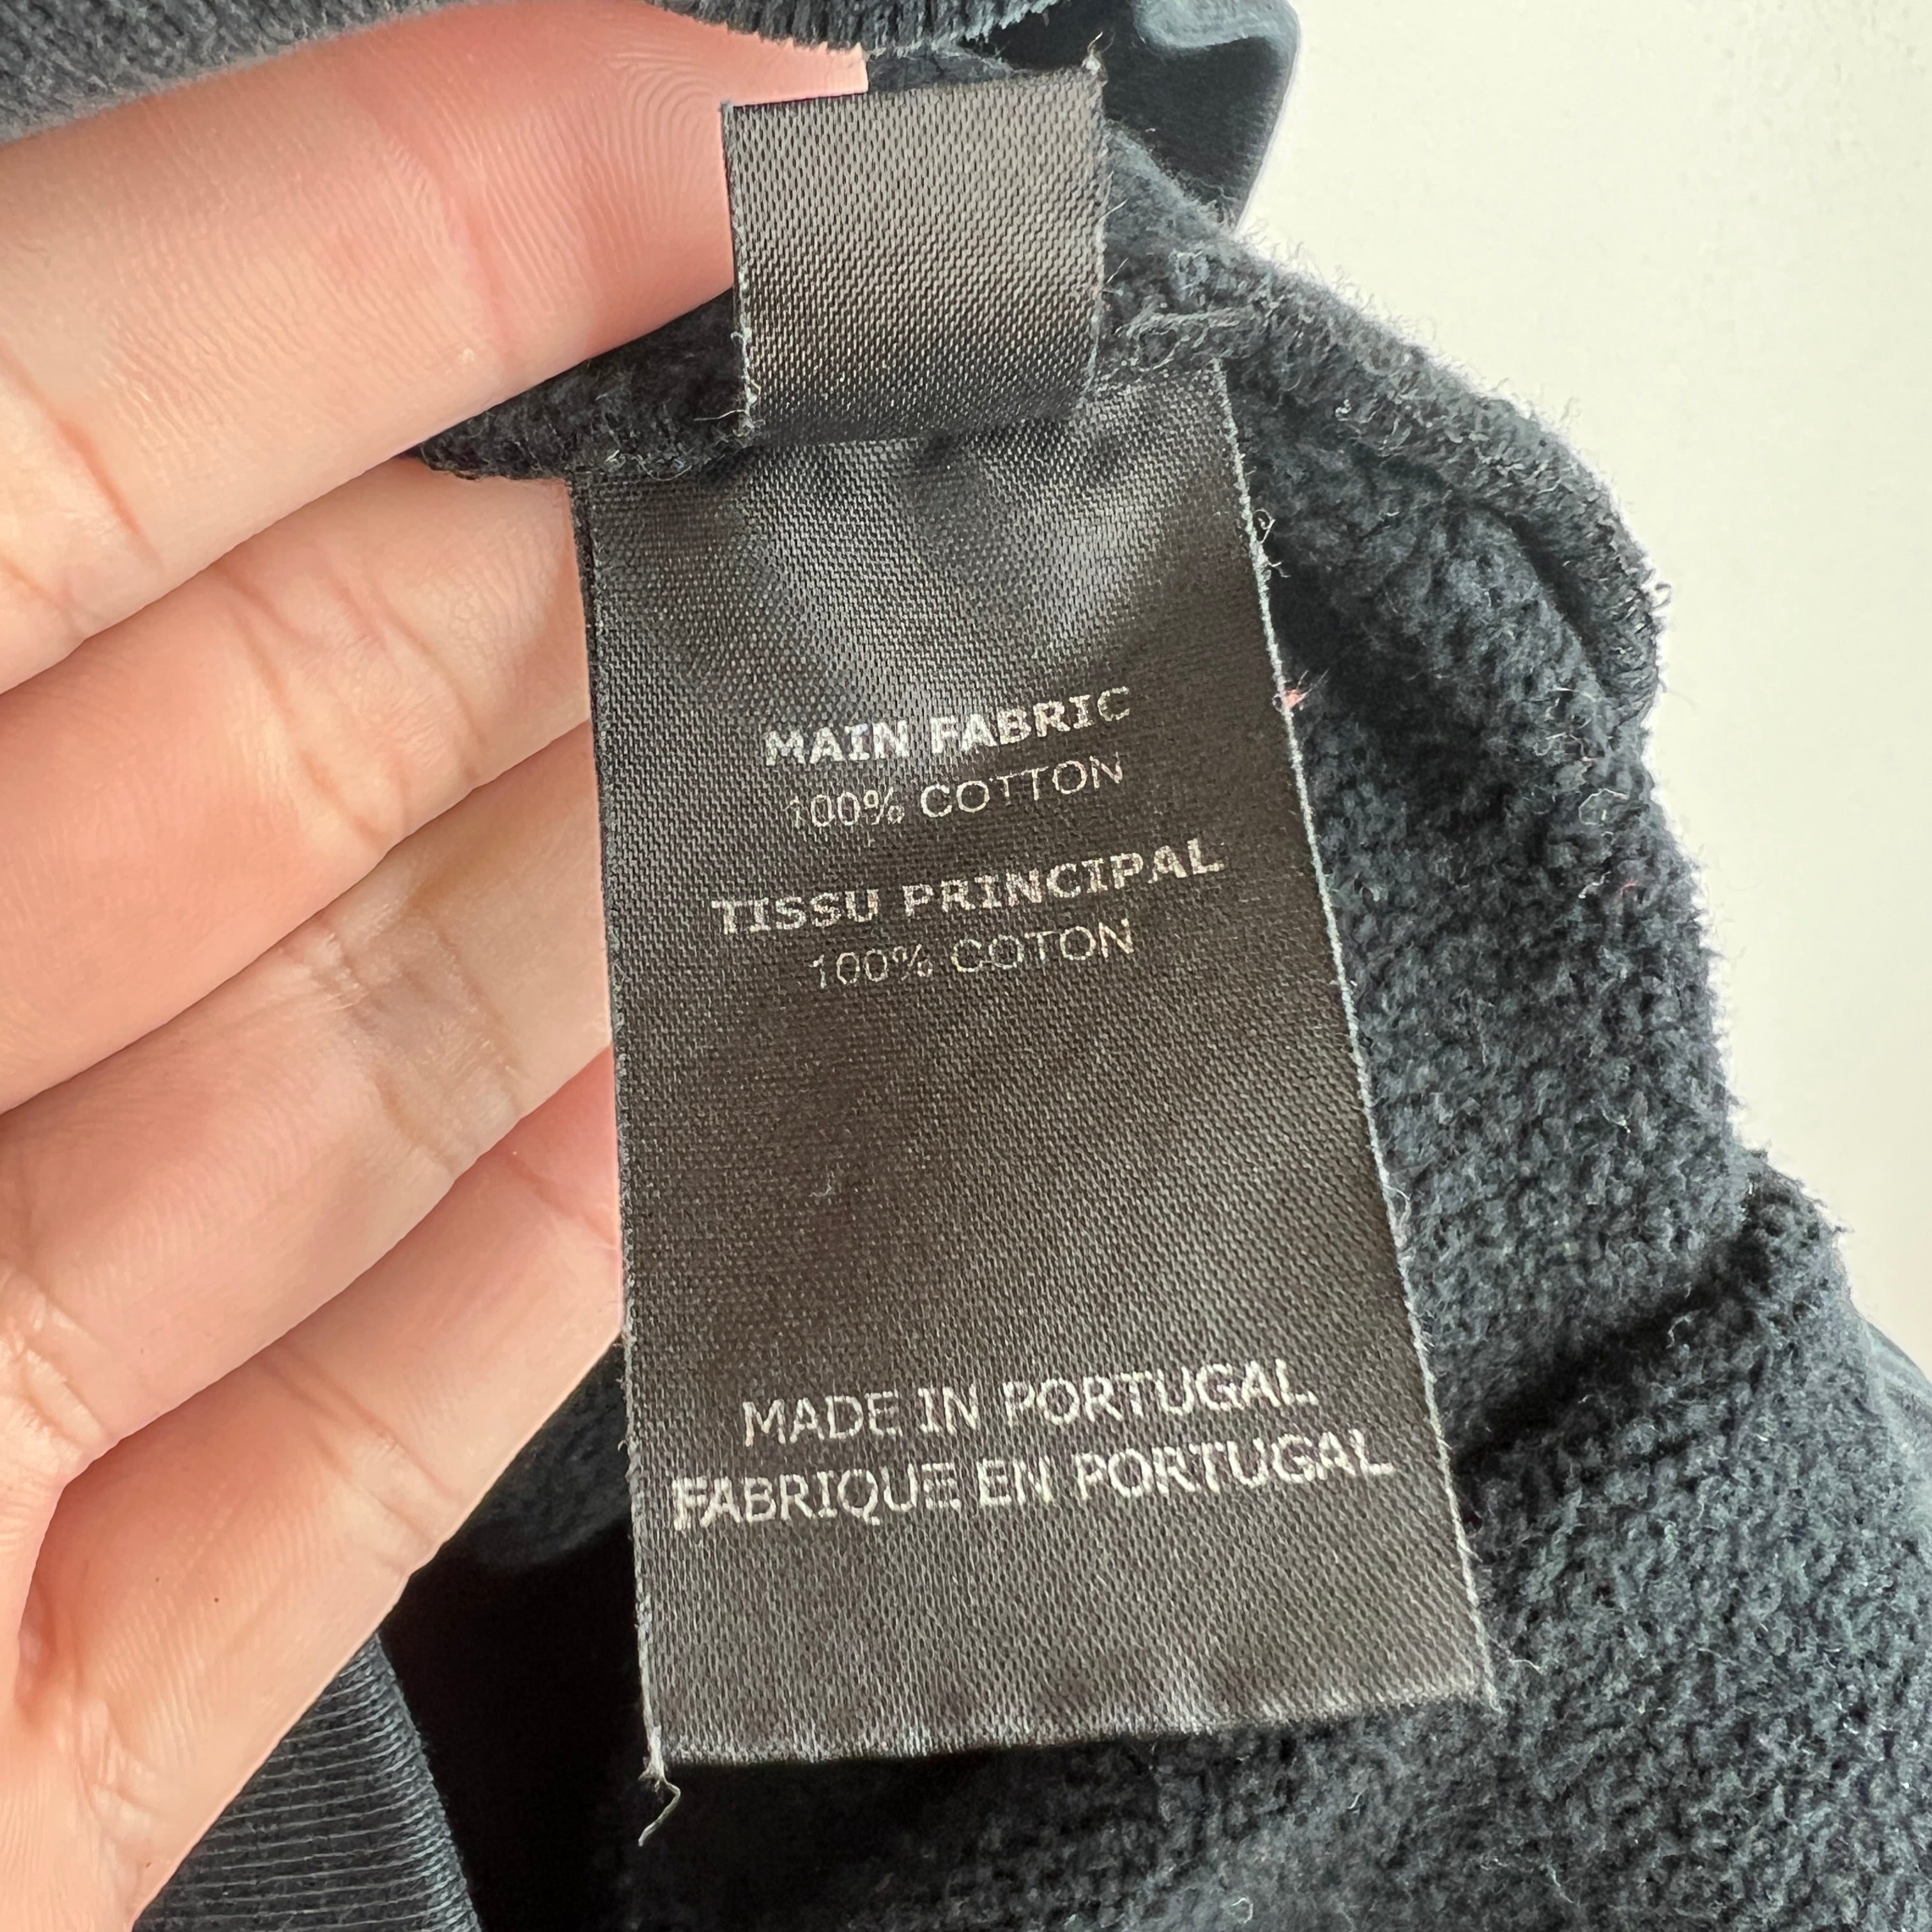 MAIN FABRIC
100% COTTON
TISSU PRINCIPAL
100% COTON
MADE IN PORTUGAL
FABRIQUE EN PORTUGAL